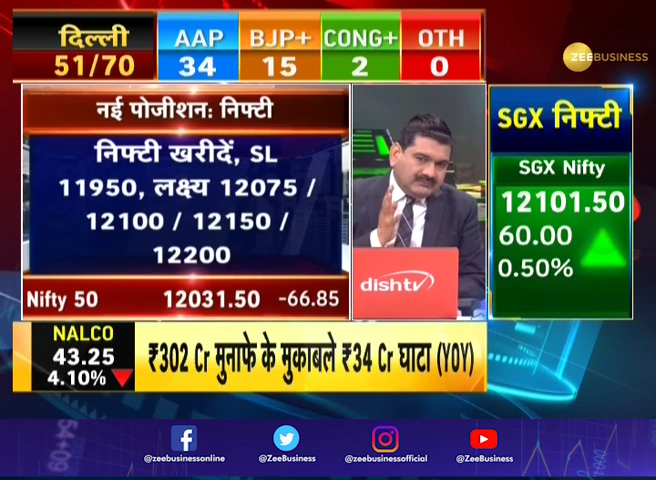 दिल्ली
51/70
AAP
34
BJP+
15
CONG+
2
OTH
0
ZEE BUSINESS
नई पोजीशन: निफ्टी
निफ्टी खरीदें, SL
11950, लक्ष्य 12075 /
12100 / 12150 /
12200
Nifty 50 12031.50 -66.85
dishtv
SGX निफ्टी
SGX Nifty
12101.50
60.00
0.50%
NALCO
43.25
4.10%
₹302 Cr मुनाफे के मुकाबले ₹34 Cr घाटा (YOY)
@zeebusinessonline
@ZeeBusiness
@zeebusinessofficial
@ZeeBusiness